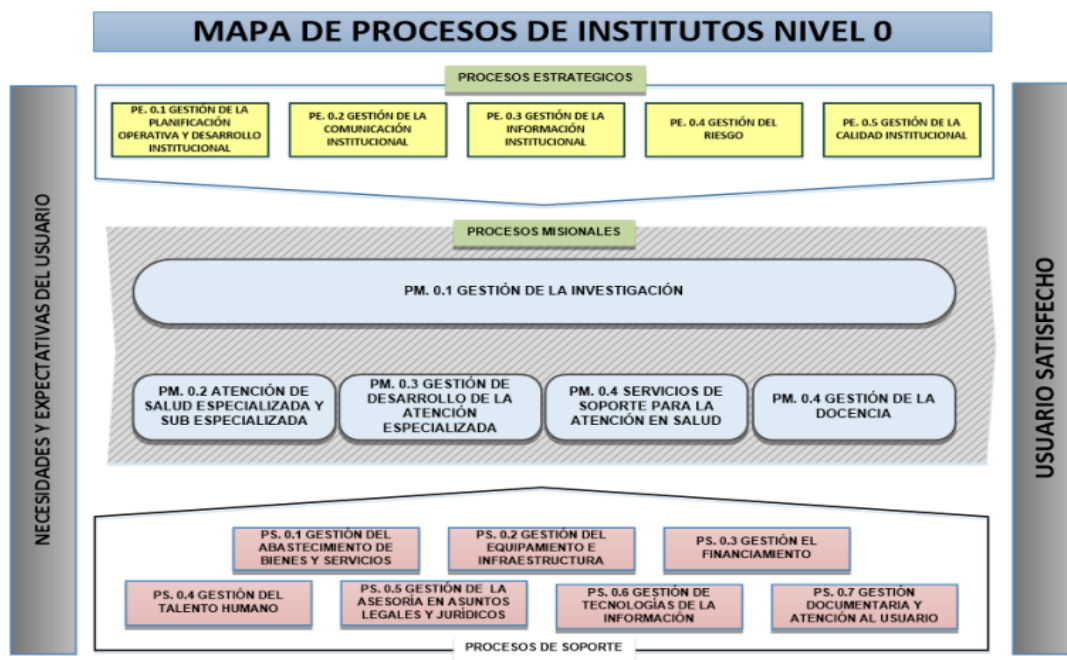 MAPA DE PROCESOS DE INSTITUTOS NIVEL 0
NECESIDADES Y EXPECTATIVAS DEL USUARIO
PROCESOS ESTRATEGICOS
PE. 0.1 GESTIÓN DE LA
PLANIFICACIÓN
OPERATIVA Y DESARROLLO
INSTITUCIONAL
PE. 0.2 GESTIÓN DE LA
COMUNICACIÓN
INSTITUCIONAL
PE. 0.3 GESTIÓN DE LA
INFORMACIÓN
INSTITUCIONAL
PE. 0.4 GESTIÓN DEL
RIESGO
PE. 0.5 GESTIÓN DE LA
CALIDAD INSTITUCIONAL
PROCESOS MISIONALES
PM. 0.1 GESTIÓN DE LA INVESTIGACIÓN
PM. 0.2 ATENCIÓN DE
SALUD ESPECIALIZADA Y
SUB ESPECIALIZADA
PM. 0.3 GESTIÓN DE
DESARROLLO DE LA
ATENCIÓN
ESPECIALIZADA
PM. 0.4 SERVICIOS DE
SOPORTE PARA LA
ATENCIÓN EN SALUD
PM. 0.4 GESTIÓN DE LA
DOCENCIA
PS. 0.1 GESTIÓN DEL
ABASTECIMIENTO DE
BIENES Y SERVICIOS
PS. 0.2 GESTIÓN DEL
EQUIPAMIENTO E
INFRAESTRUCTURA
PS. 0.3 GESTIÓN EL
FINANCIAMIENTO
PS. 0.4 GESTIÓN DEL
TALENTO HUMANO
PS. 0.5 GESTIÓN DE LA
ASESORÍA EN ASUNTOS
LEGALES Y JURÍDICOS
PS. 0.6 GESTIÓN DE
TECNOLOGÍAS DE LA
INFORMACIÓN
PS. 0.7 GESTIÓN
DOCUMENTARIA Y
ATENCIÓN AL USUARIO
PROCESOS DE SOPORTE
USUARIO SATISFECHO